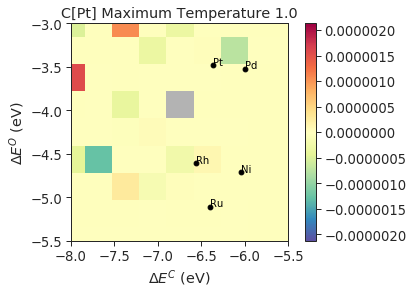 C[Pt] Maximum Temperature 1.0
−3.0
−3.5
−4.0
−4.5
−5.0
−5.5
ΔE^O (eV)
Pt
Pd
Rh
Ni
Ru
−8.0 −7.5 −7.0 −6.5 −6.0 −5.5
ΔE^C (eV)
0.0000020
0.0000015
0.0000010
0.0000005
0.0000000
−0.0000005
−0.0000010
−0.0000015
−0.0000020